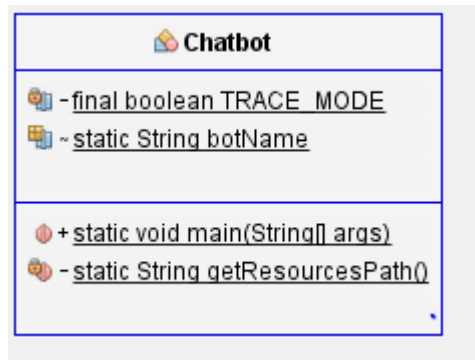 Chatbot
-final boolean TRACE_MODE
~static String botName
+static void main(String[] args)
-static String getResourcesPath()